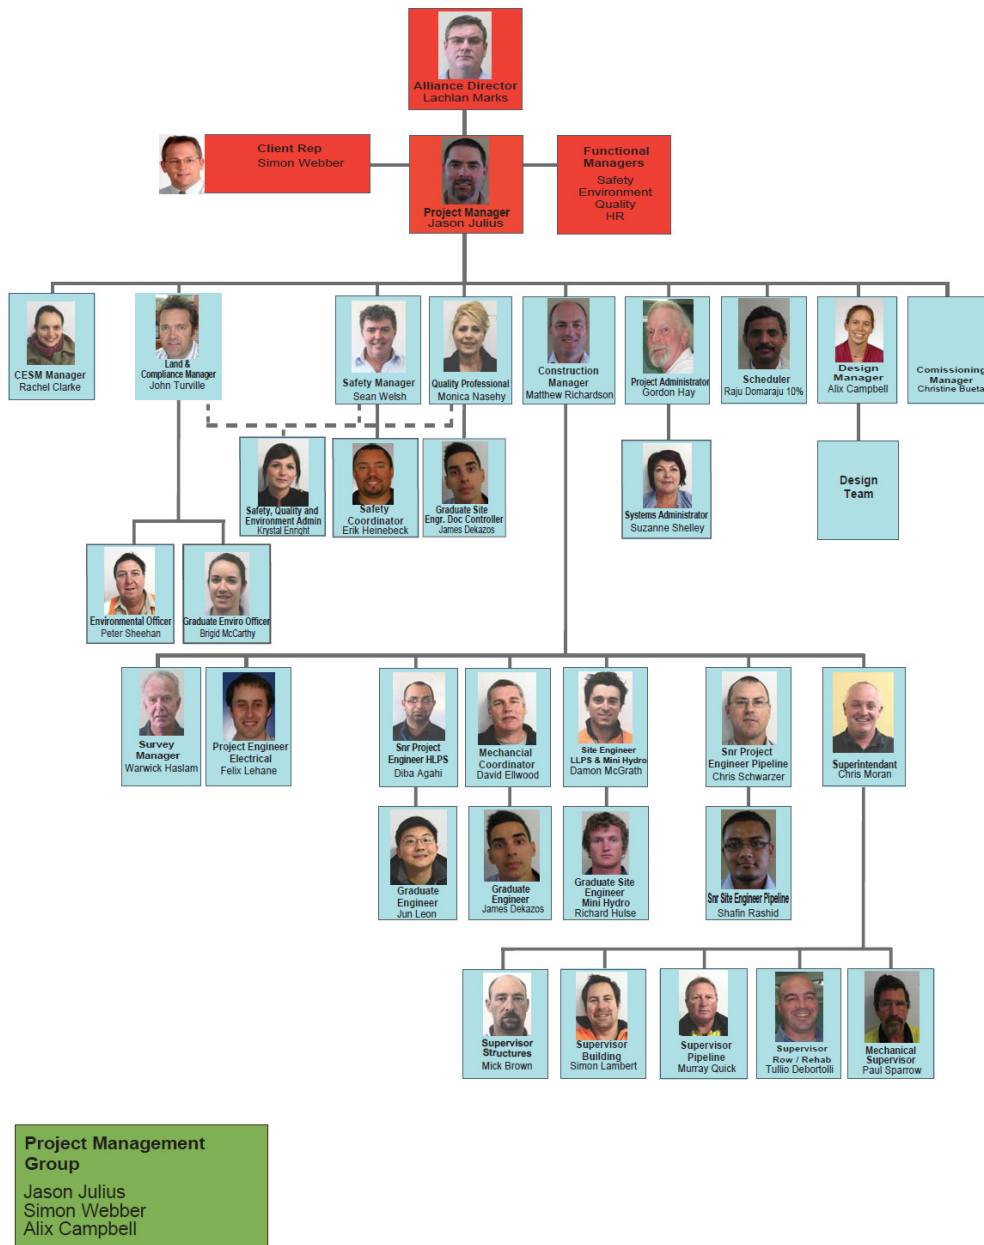 Alliance Director
Lachlan Marks
Client Rep
Simon Webber
Project Manager
Jason Julius
Functional
Managers
Safety
Environment
Quality
HR
CESM Manager
Rachel Clarke
Land &
Compliance Manager
John Turville
Safety Manager
Sean Welsh
Quality Professional
Monica Nasehy
Construction
Manager
Matthew Richardson
Project Administrator
Gordon Hay
Scheduler
Raju Domaraju 10%
Design
Manager
Alix Campbell
Comissioning
Manager
Christine Bueta
Safety, Quality and
Environment Admin
Krystal Enright
Safety
Coordinator
Erik Heinebeck
Graduate Site
Engr. Doc Controller
James Dekazos
Systems Administrator
Suzanne Shelley
Design
Team
Environmental Officer
Peter Sheehan
Graduate Enviro Officer
Brigid McCarthy
Survey
Manager
Warwick Haslam
Project Engineer
Electrical
Felix Lehane
Snr Project
Engineer HLPS
Diba Agahi
Mechancial
Coordinator
David Ellwood
Site Engineer
LLPS & Mini Hydro
Damon McGrath
Snr Project
Engineer Pipeline
Chris Schwarzer
Superintendant
Chris Moran
Graduate
Engineer
Jun Leon
Graduate
Engineer
James Dekazos
Graduate Site
Engineer
Mini Hydro
Richard Hulse
Snr Site Engineer Pipeline
Shafin Rashid
Supervisor
Structures
Mick Brown
Supervisor
Building
Simon Lambert
Supervisor
Pipeline
Murray Quick
Supervisor
Row / Rehab
Tullio Debortolli
Mechanical
Supervisor
Paul Sparrow
Project Management
Group
Jason Julius
Simon Webber
Alix Campbell